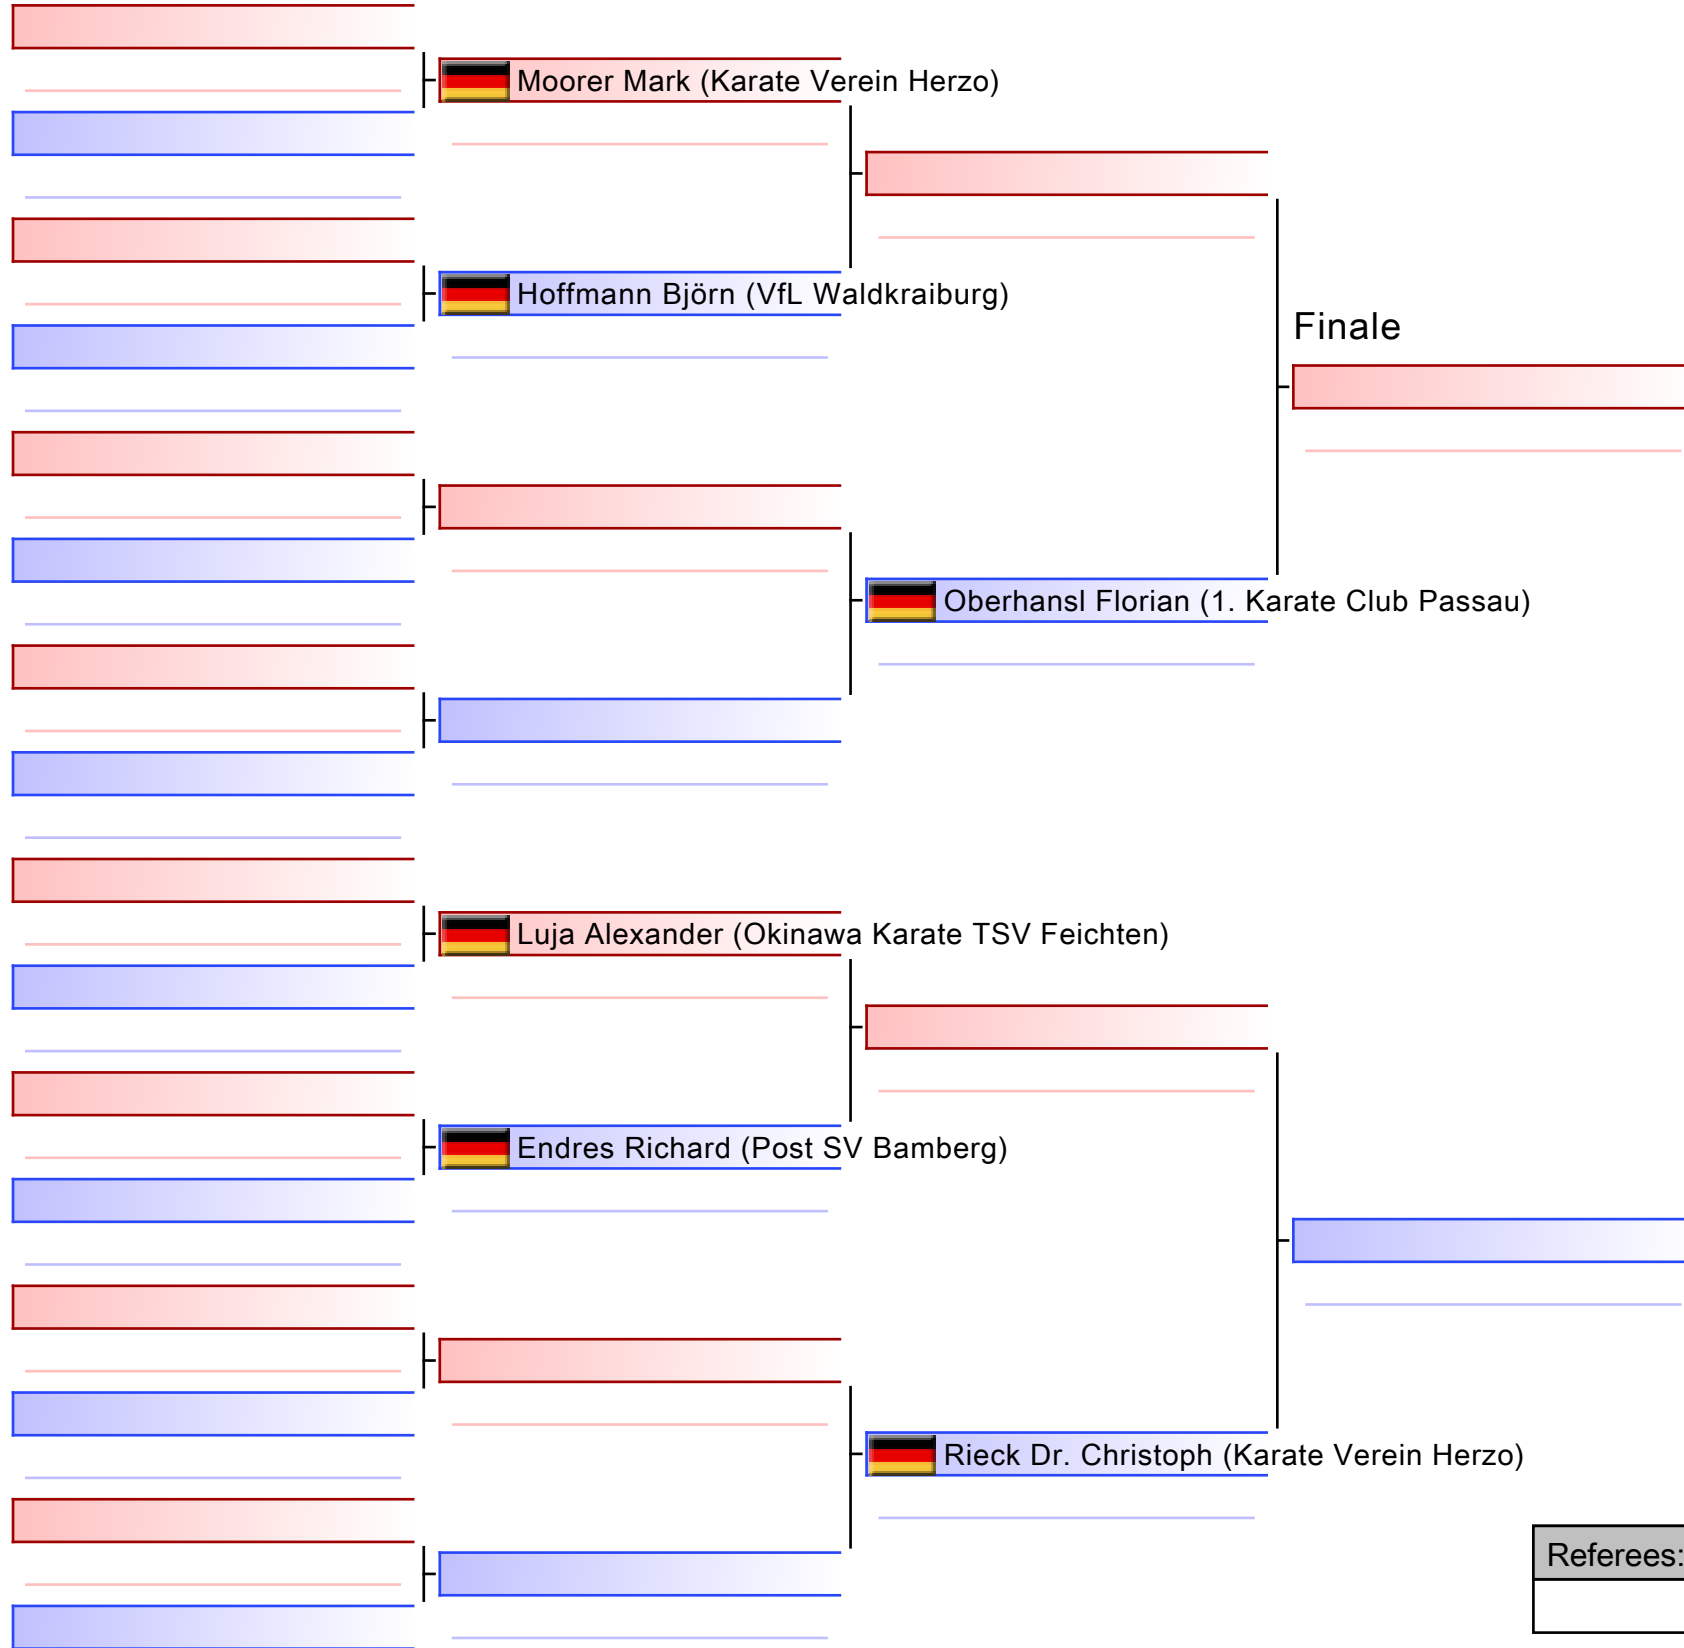 Moorer Mark (Karate Verein Herzo)
Hoffmann Björn (VfL Waldkraiburg)
Finale
Oberhansl Florian (1. Karate Club Passau)
Luja Alexander (Okinawa Karate TSV Feichten)
Endres Richard (Post SV Bamberg)
Rieck Dr. Christoph (Karate Verein Herzo)
Referees: